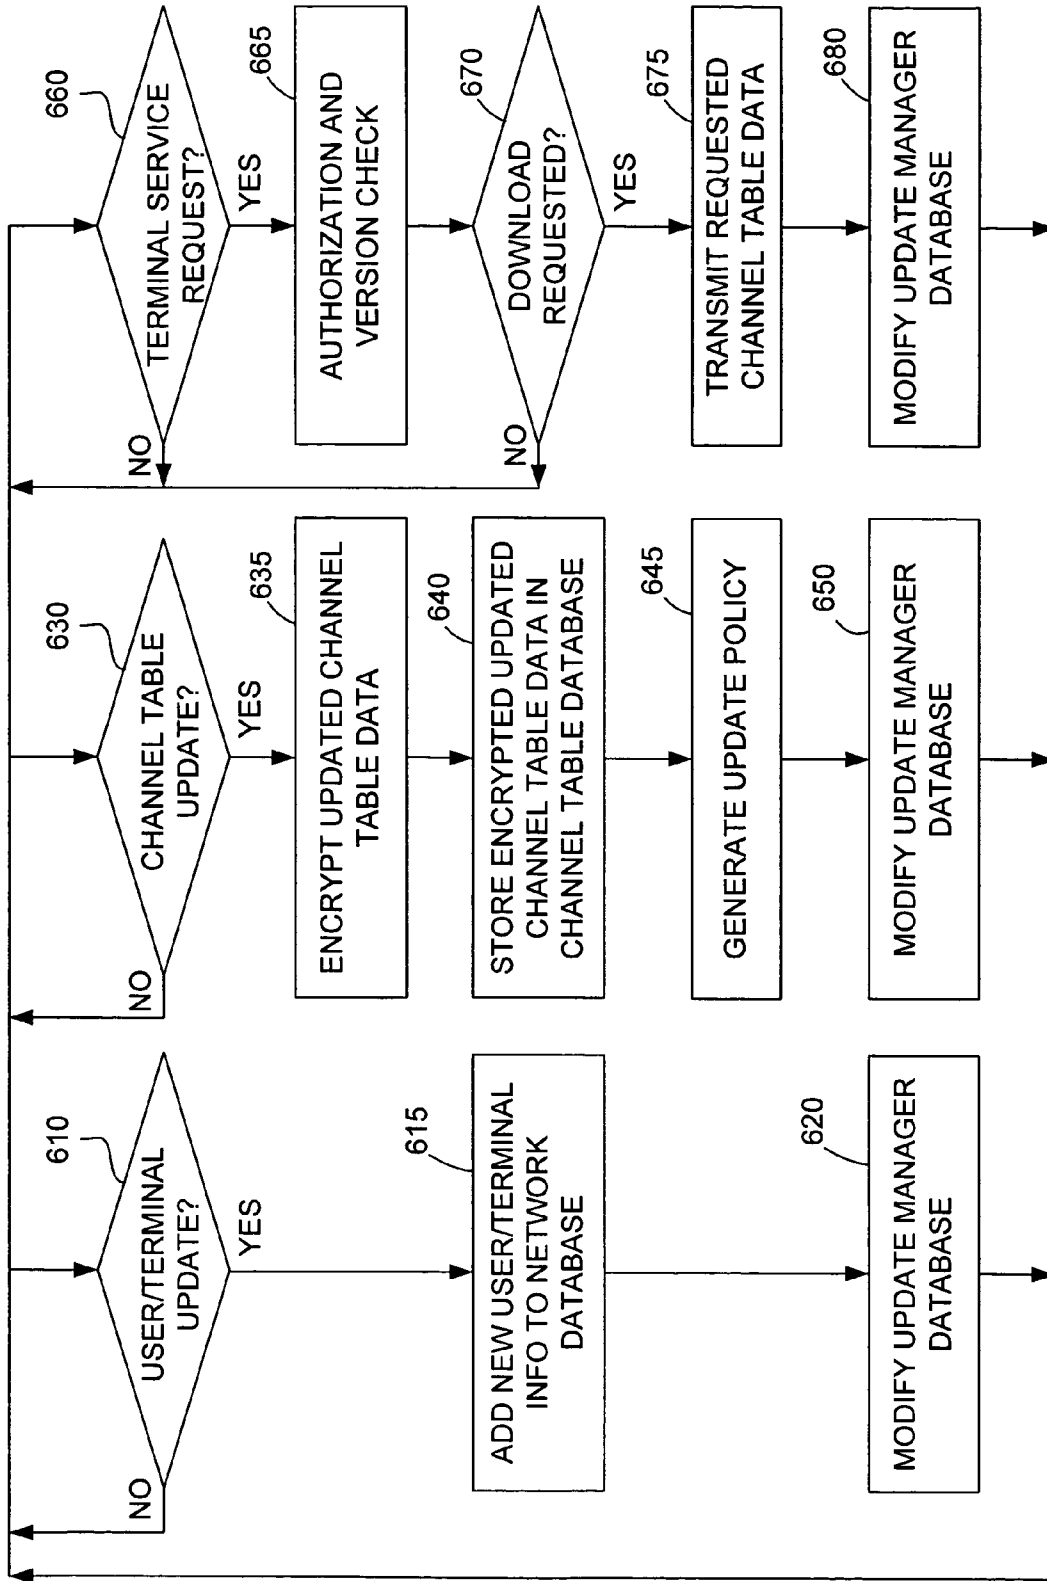 610
USER/TERMINAL
UPDATE?
NO
YES
615
ADD NEW USER/TERMINAL
INFO TO NETWORK
DATABASE
620
MODIFY UPDATE MANAGER
DATABASE
630
CHANNEL TABLE
UPDATE?
NO
YES
635
ENCRYPT UPDATED CHANNEL
TABLE DATA
640
STORE ENCRYPTED UPDATED
CHANNEL TABLE DATA IN
CHANNEL TABLE DATABASE
645
GENERATE UPDATE POLICY
650
MODIFY UPDATE MANAGER
DATABASE
660
TERMINAL SERVICE
REQUEST?
NO
YES
665
AUTHORIZATION AND
VERSION CHECK
670
DOWNLOAD
REQUESTED?
NO
YES
675
TRANSMIT REQUESTED
CHANNEL TABLE DATA
680
MODIFY UPDATE MANAGER
DATABASE